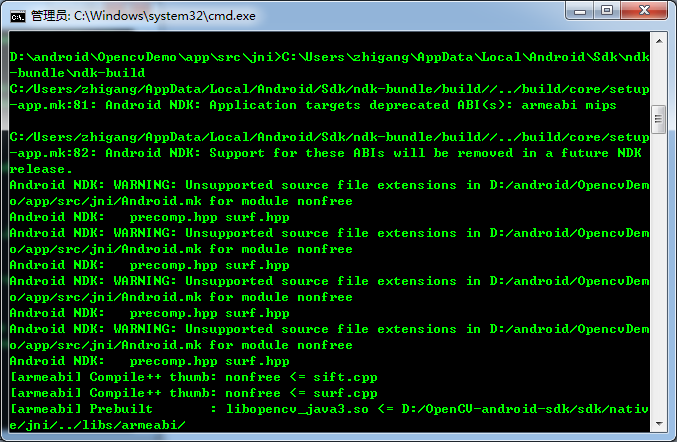 管理员: C:\Windows\system32\cmd.exe
D:\android\OpencvDemo\app\src\jni>C:\Users\zhigang\AppData\Local\Android\Sdk\ndk
-bundle\ndk-build
C:/Users/zhigang/AppData/Local/Android/Sdk/ndk-bundle/build//../build/core/setup
-app.mk:81: Android NDK: Application targets deprecated ABI(s): armeabi mips
C:/Users/zhigang/AppData/Local/Android/Sdk/ndk-bundle/build//../build/core/setup
-app.mk:82: Android NDK: Support for these ABIs will be removed in a future NDK
release.
Android NDK: WARNING: Unsupported source file extensions in D:/android/OpencvDem
o/app/src/jni/Android.mk for module nonfree
Android NDK:   precomp.hpp surf.hpp
Android NDK: WARNING: Unsupported source file extensions in D:/android/OpencvDem
o/app/src/jni/Android.mk for module nonfree
Android NDK:   precomp.hpp surf.hpp
Android NDK: WARNING: Unsupported source file extensions in D:/android/OpencvDem
o/app/src/jni/Android.mk for module nonfree
Android NDK:   precomp.hpp surf.hpp
Android NDK: WARNING: Unsupported source file extensions in D:/android/OpencvDem
o/app/src/jni/Android.mk for module nonfree
Android NDK:   precomp.hpp surf.hpp
[armeabi] Compile++ thumb: nonfree <= sift.cpp
[armeabi] Compile++ thumb: nonfree <= surf.cpp
[armeabi] Prebuilt       : libopencv_java3.so <= D:/OpenCV-android-sdk/sdk/nativ
e/jni/../libs/armeabi/